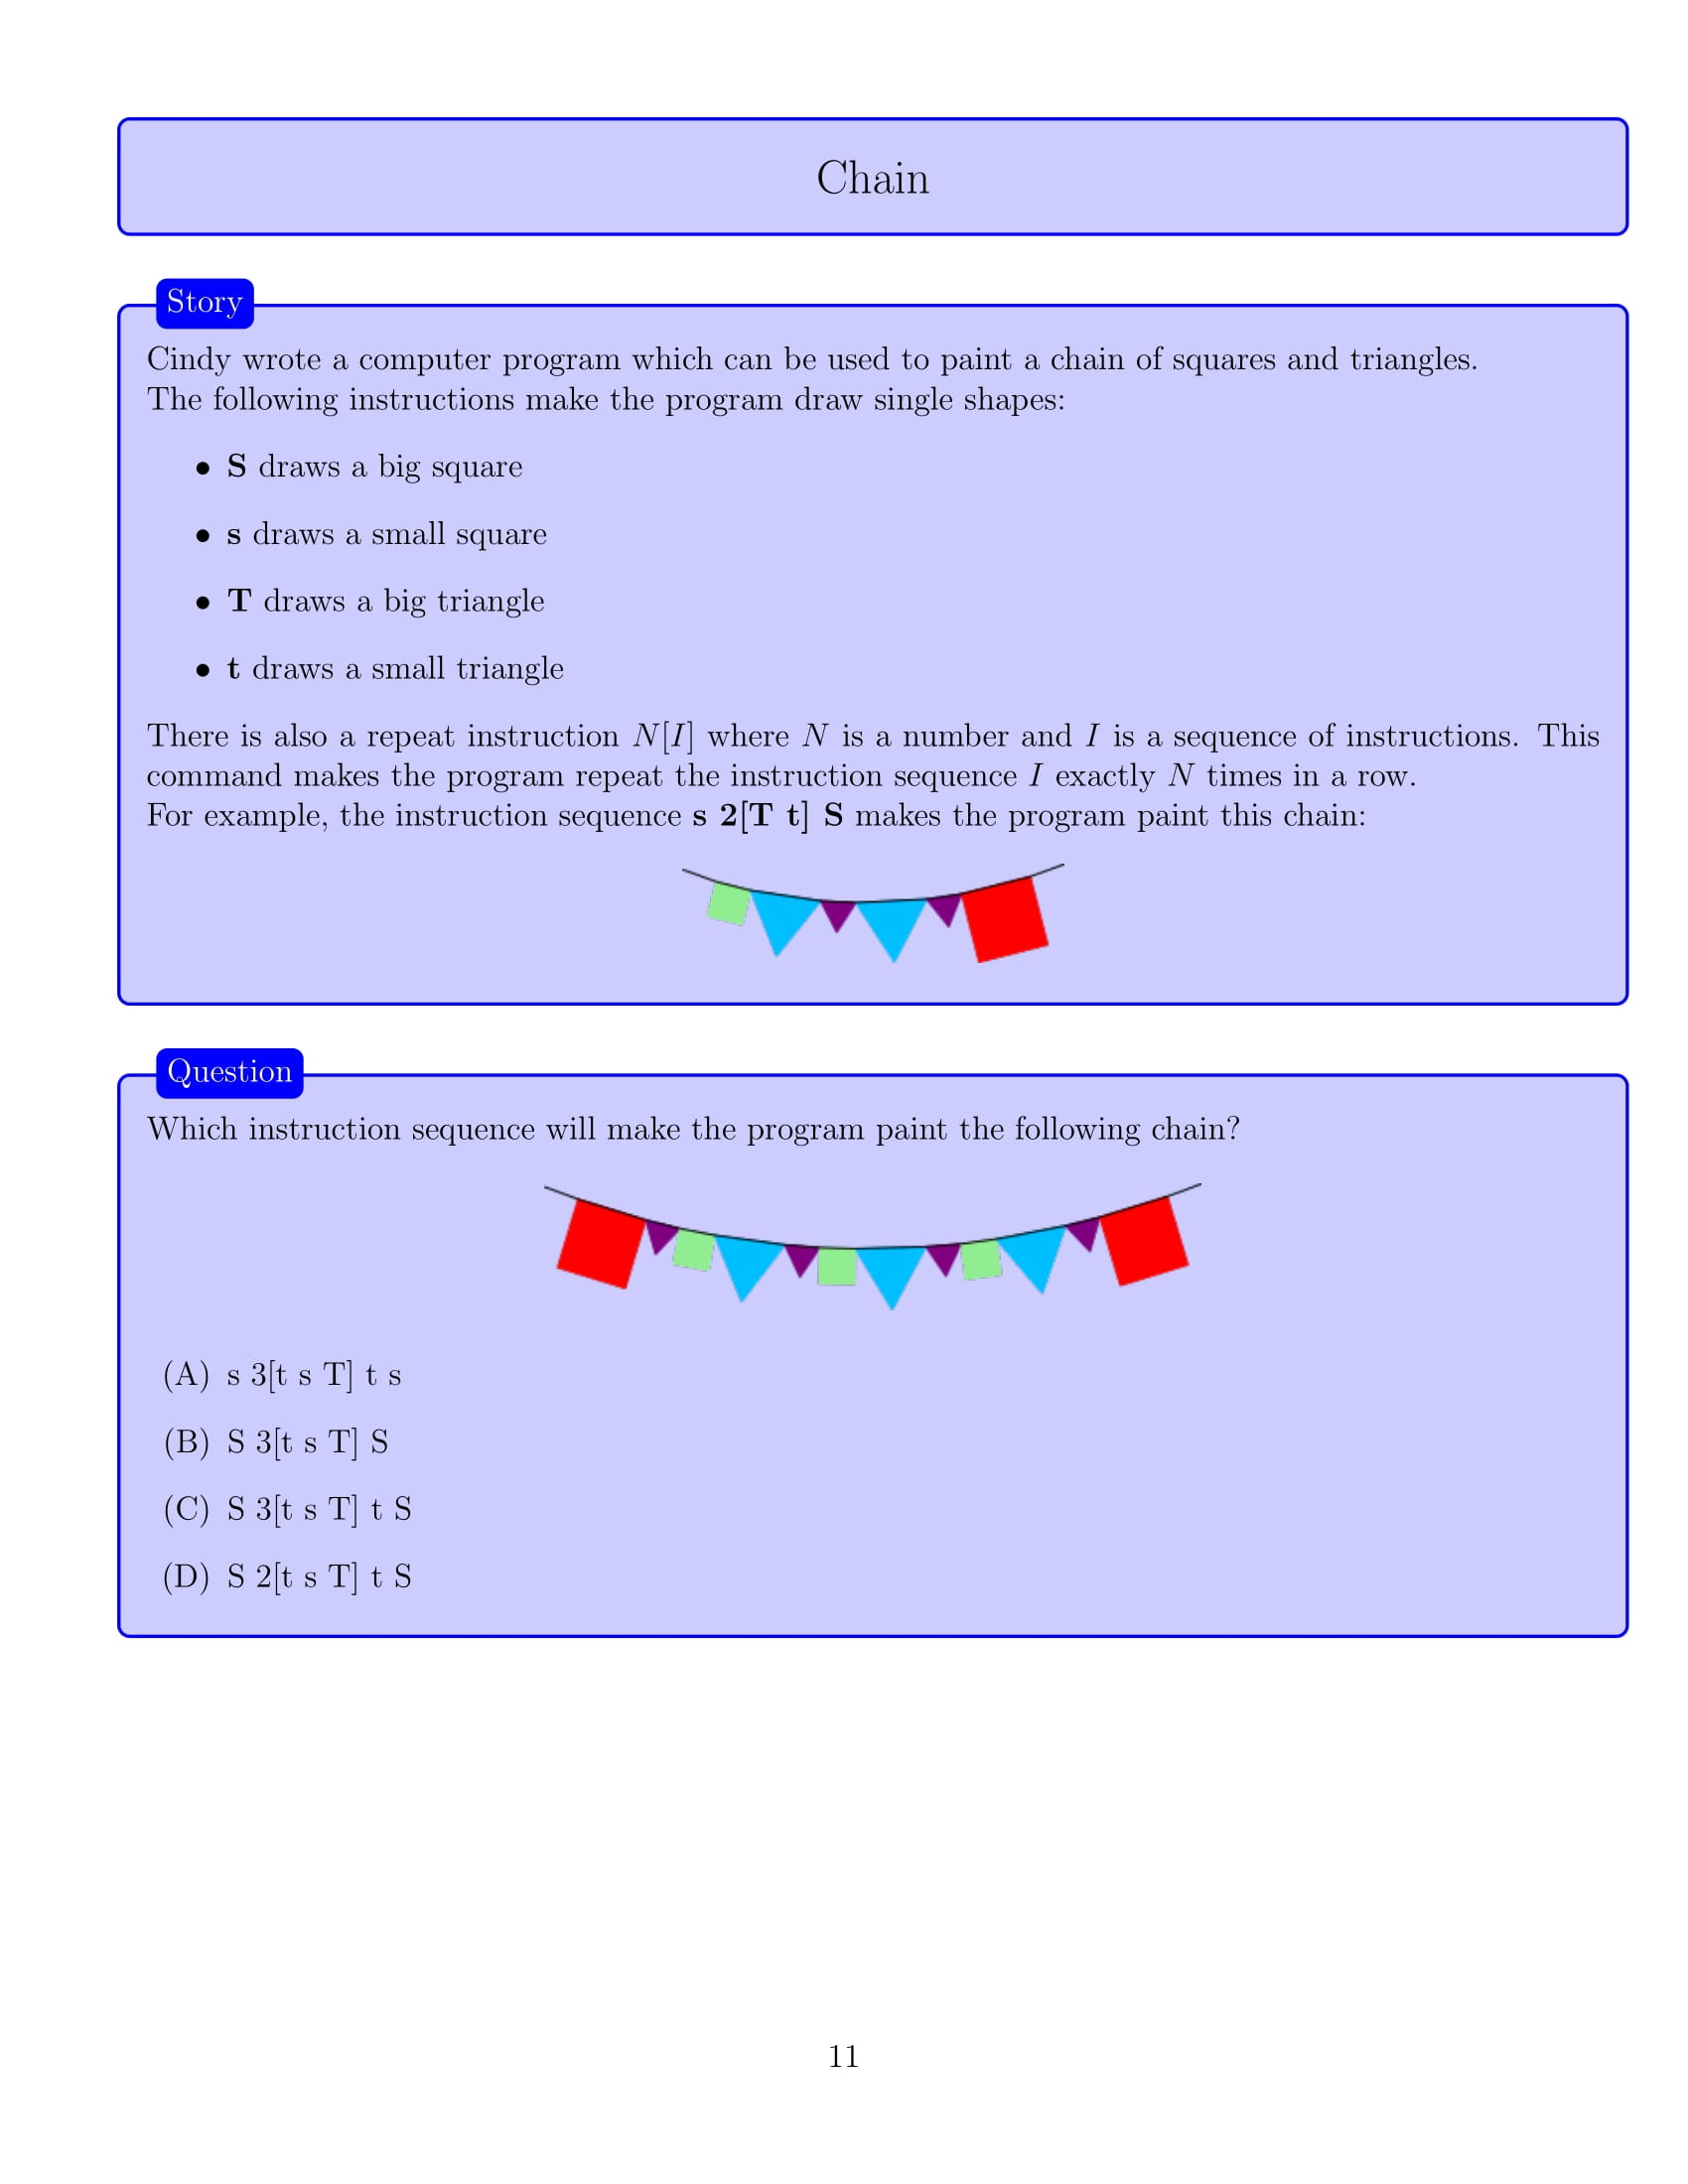 Chain
Story
Cindy wrote a computer program which can be used to paint a chain of squares and triangles.
The following instructions make the program draw single shapes:
• S draws a big square
• s draws a small square
• T draws a big triangle
• t draws a small triangle
There is also a repeat instruction N[I] where N is a number and I is a sequence of instructions. This
command makes the program repeat the instruction sequence I exactly N times in a row.
For example, the instruction sequence s 2[T t] S makes the program paint this chain:
Question
Which instruction sequence will make the program paint the following chain?
(A) s 3[t s T] t s
(B) S 3[t s T] S
(C) S 3[t s T] t S
(D) S 2[t s T] t S
11